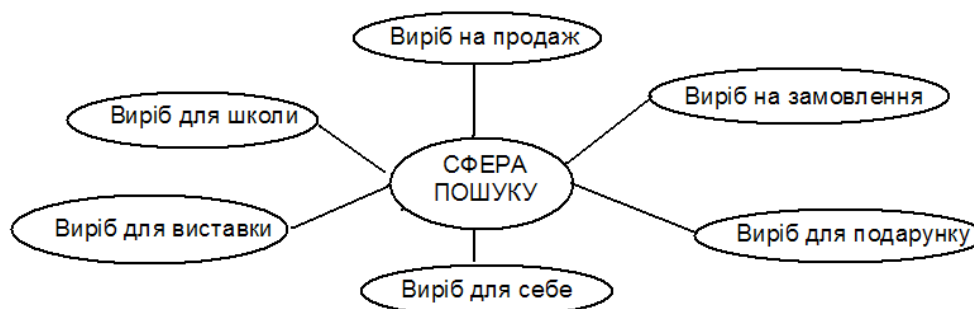 Виріб на продаж
Виріб на замовлення
Виріб для школи
СФЕРА
ПОШУКУ
Виріб для виставки
Виріб для подарунку
Виріб для себе